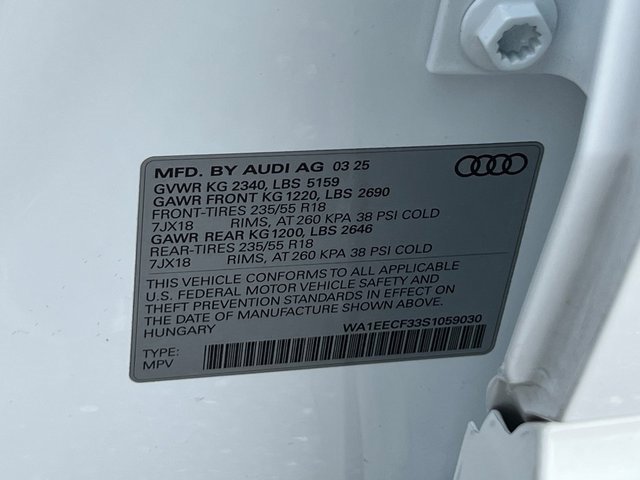 MFD. BY AUDI AG 03 25
GVWR KG 2340, LBS 5159
GAWR FRONT KG 1220, LBS 2690
FRONT-TIRES 235/55 R18
7JX18 RIMS, AT 260 KPA 38 PSI COLD
GAWR REAR KG 1200, LBS 2646
REAR-TIRES 235/55 R18
7JX18 RIMS, AT 260 KPA 38 PSI COLD
THIS VEHICLE CONFORMS TO ALL APPLICABLE
U.S. FEDERAL MOTOR VEHICLE SAFETY AND
THEFT PREVENTION STANDARDS IN EFFECT ON
THE DATE OF MANUFACTURE SHOWN ABOVE.
HUNGARY WA1EECF33S1059030
TYPE:
MPV